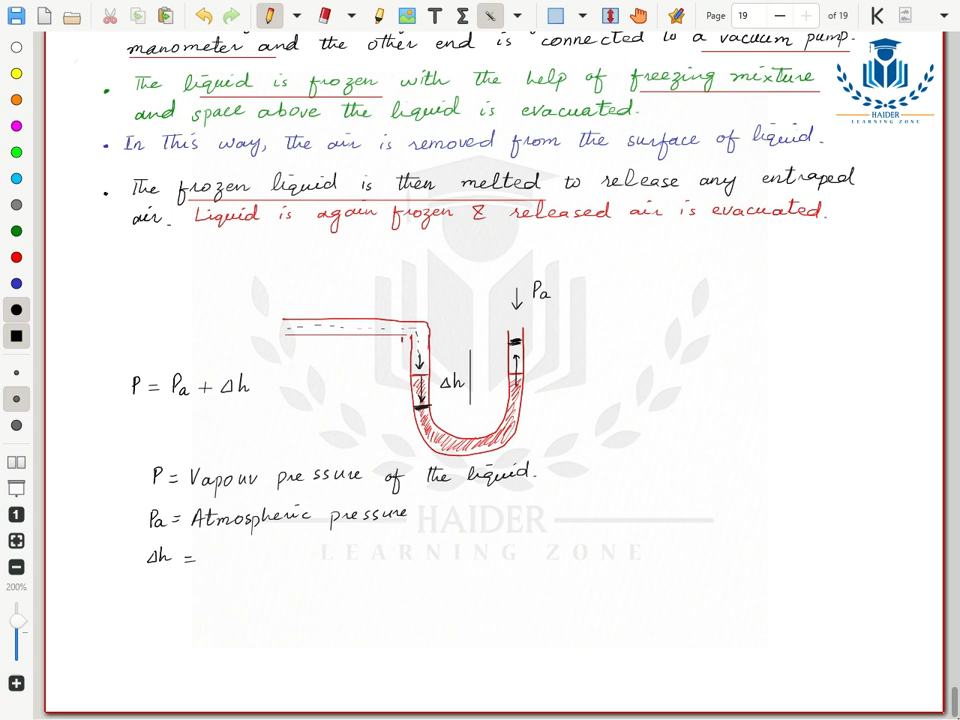 Page 19 of 19
manometer and the other end is connected to a vacuum pump.
• The liquid is frozen with the help of freezing mixture
and space above the liquid is evacuated.
• In This way, the air is removed from the surface of liquid.
• The frozen liquid is then melted to release any entraped
air. Liquid is again frozen & released air is evacuated.
HAIDER
LEARNING ZONE
Pa
Δh
P = Pa + Δh
P = Vapour pressure of the liquid.
Pa = Atmospheric pressure
Δh =
HAIDER
LEARNING ZONE
1
200%